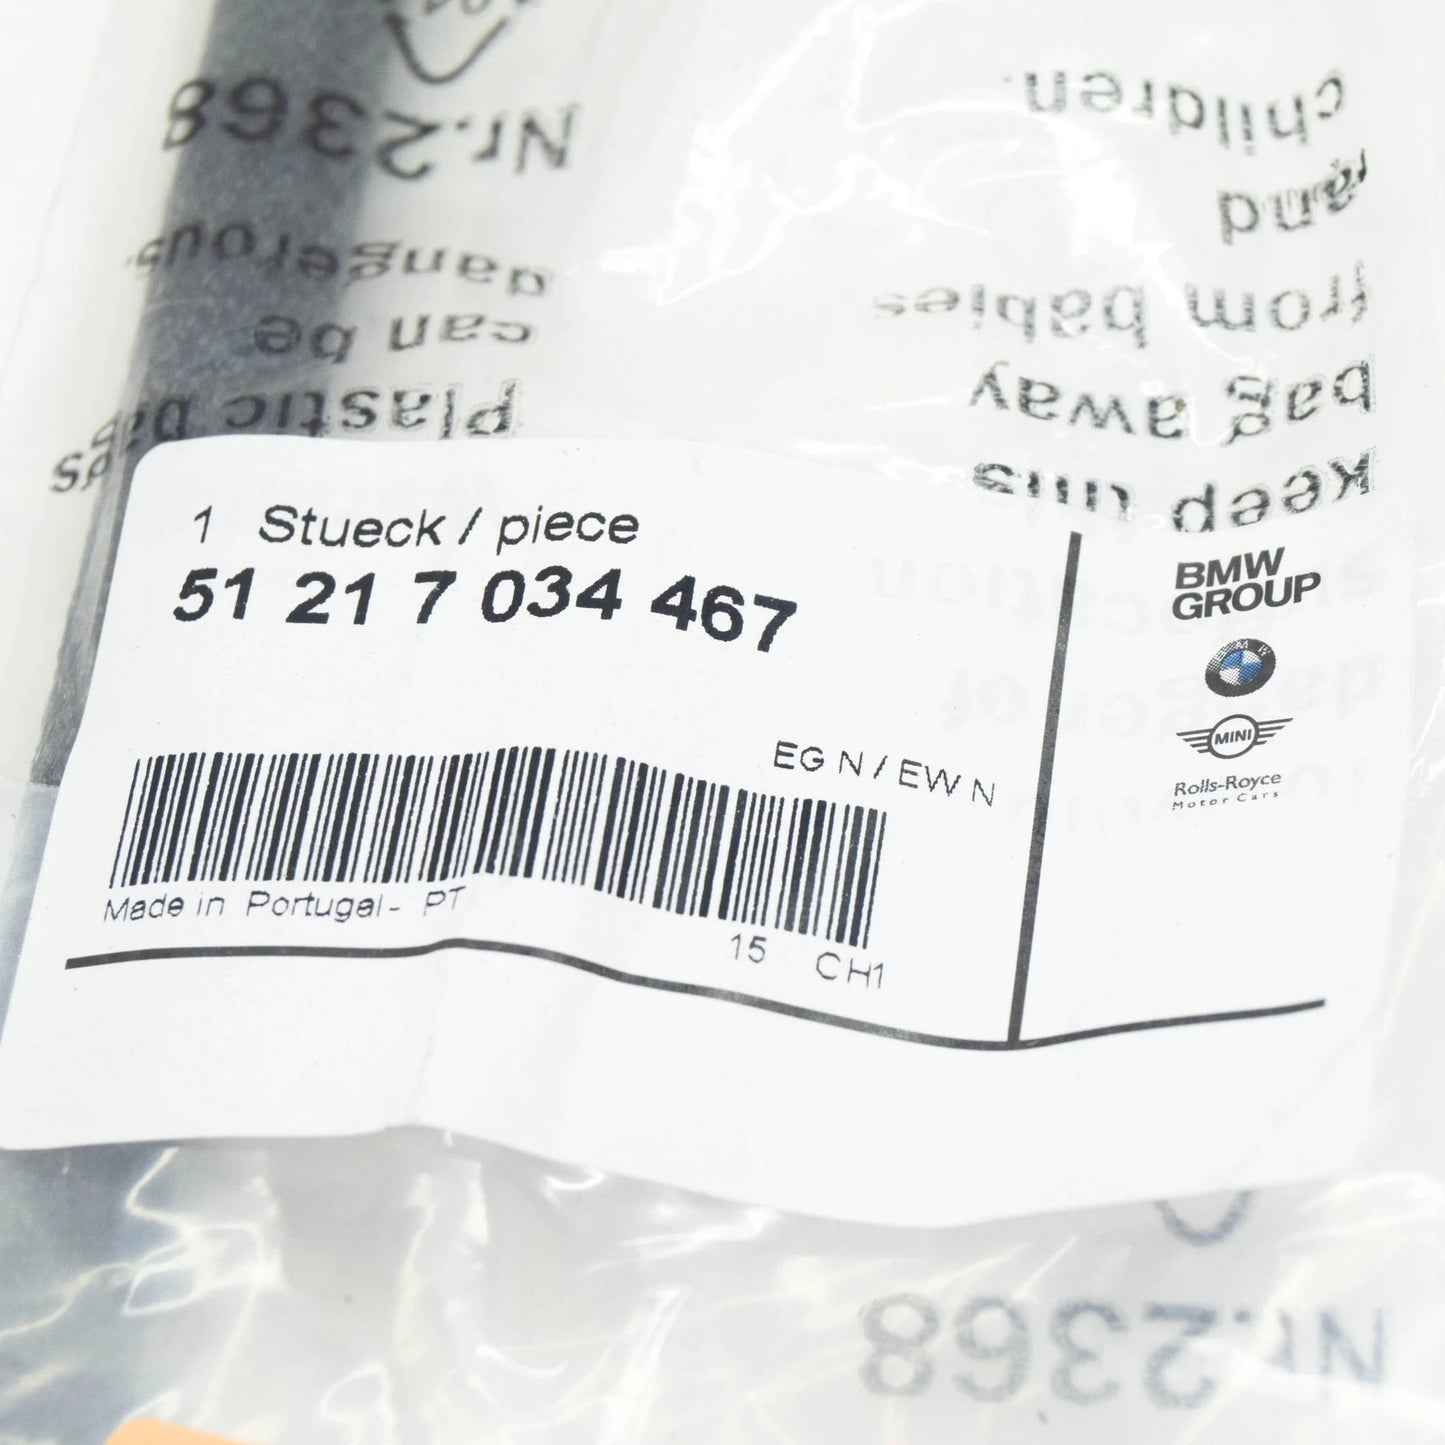 Nr.2368
dangerous.
can be
Plastic bags
children.
and
from babies
bag away
keep this
1 Stueck / piece
51 21 7 034 467
EG N / EW N
Made in Portugal - PT
15 CH1
BMW
GROUP
BMW
MINI
Rolls-Royce
Motor Cars
Nr.2368